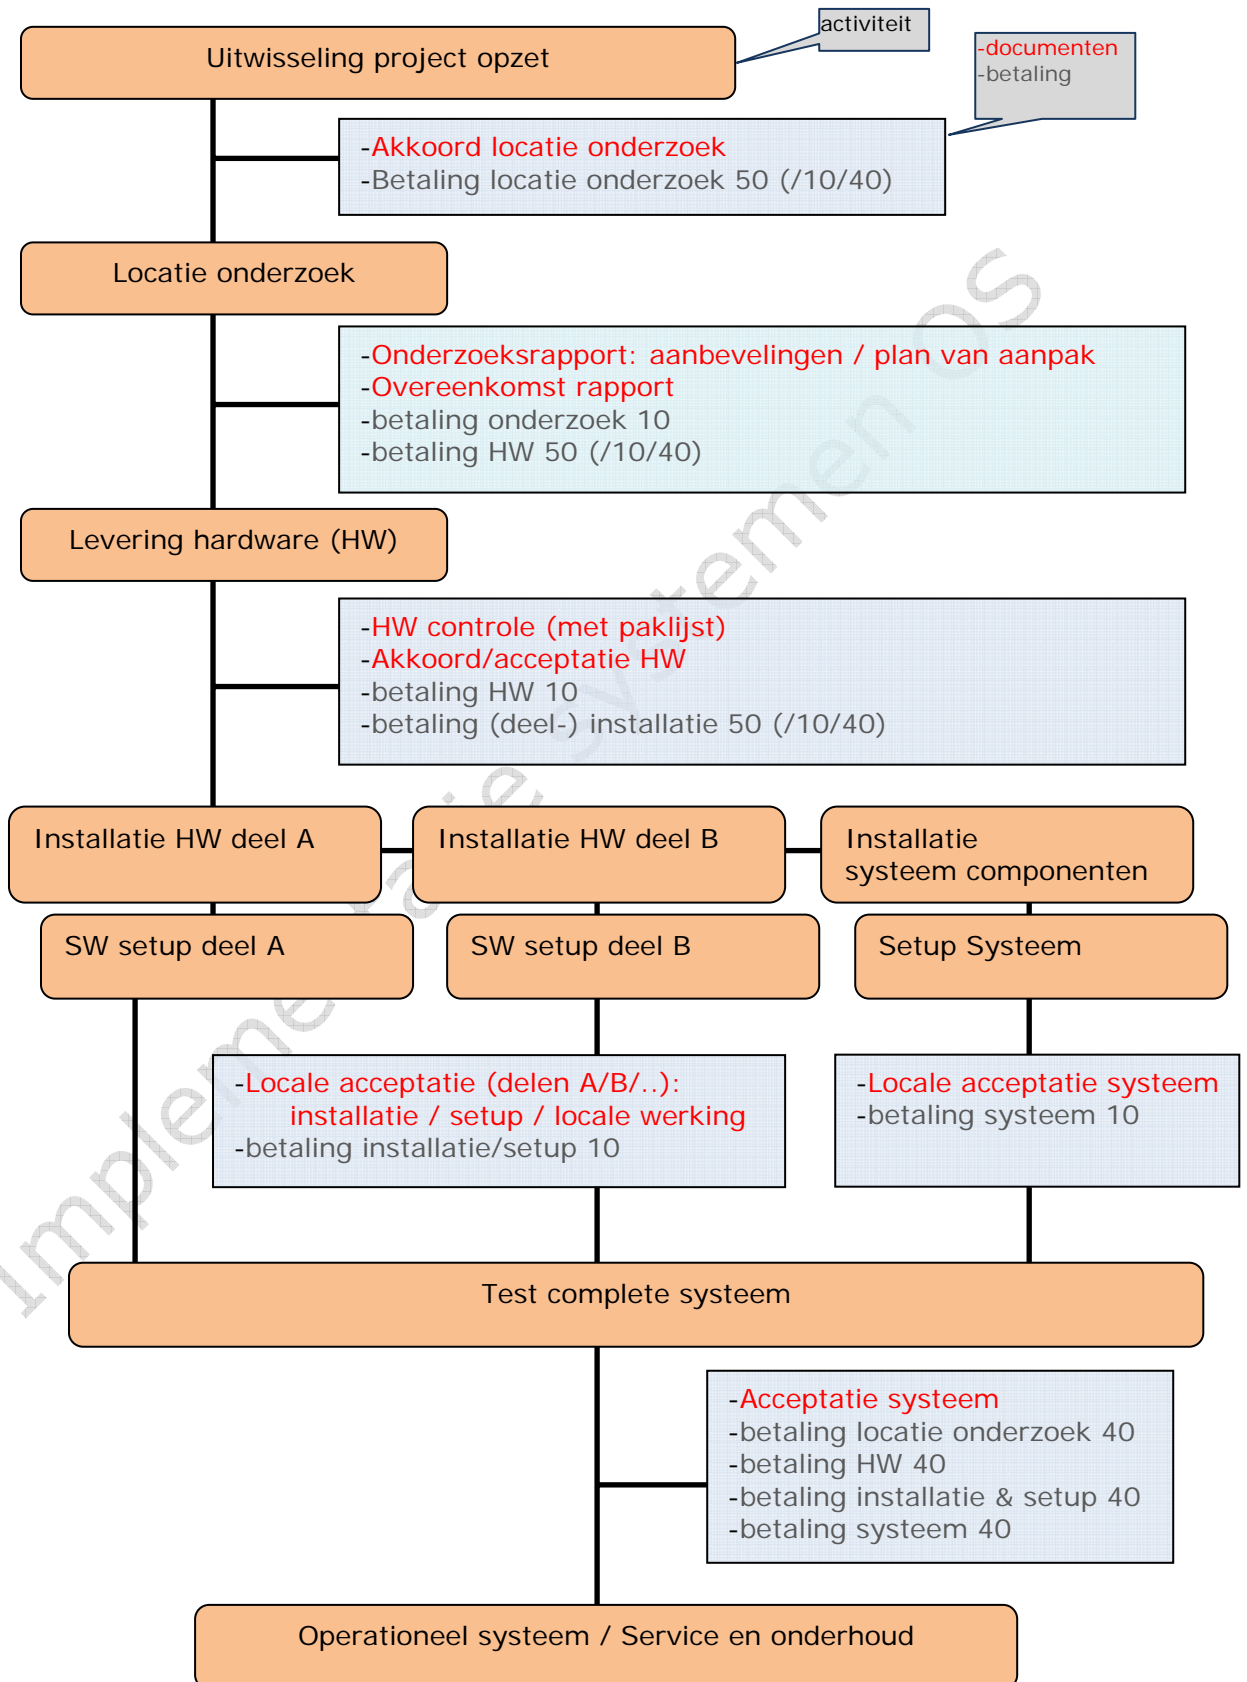 activiteit
Uitwisseling project opzet
-documenten
-betaling
-Akkoord locatie onderzoek
-Betaling locatie onderzoek 50 (/10/40)
Locatie onderzoek
-Onderzoeksrapport: aanbevelingen / plan van aanpak
-Overeenkomst rapport
-betaling onderzoek 10
-betaling HW 50 (/10/40)
Levering hardware (HW)
-HW controle (met paklijst)
-Akkoord/acceptatie HW
-betaling HW 10
-betaling (deel-) installatie 50 (/10/40)
Installatie HW deel A
Installatie HW deel B
Installatie
systeem componenten
SW setup deel A
SW setup deel B
Setup Systeem
-Locale acceptatie (delen A/B/..):
installatie / setup / locale werking
-betaling installatie/setup 10
-Locale acceptatie systeem
-betaling systeem 10
Test complete systeem
-Acceptatie systeem
-betaling locatie onderzoek 40
-betaling HW 40
-betaling installatie & setup 40
-betaling systeem 40
Operationeel systeem / Service en onderhoud